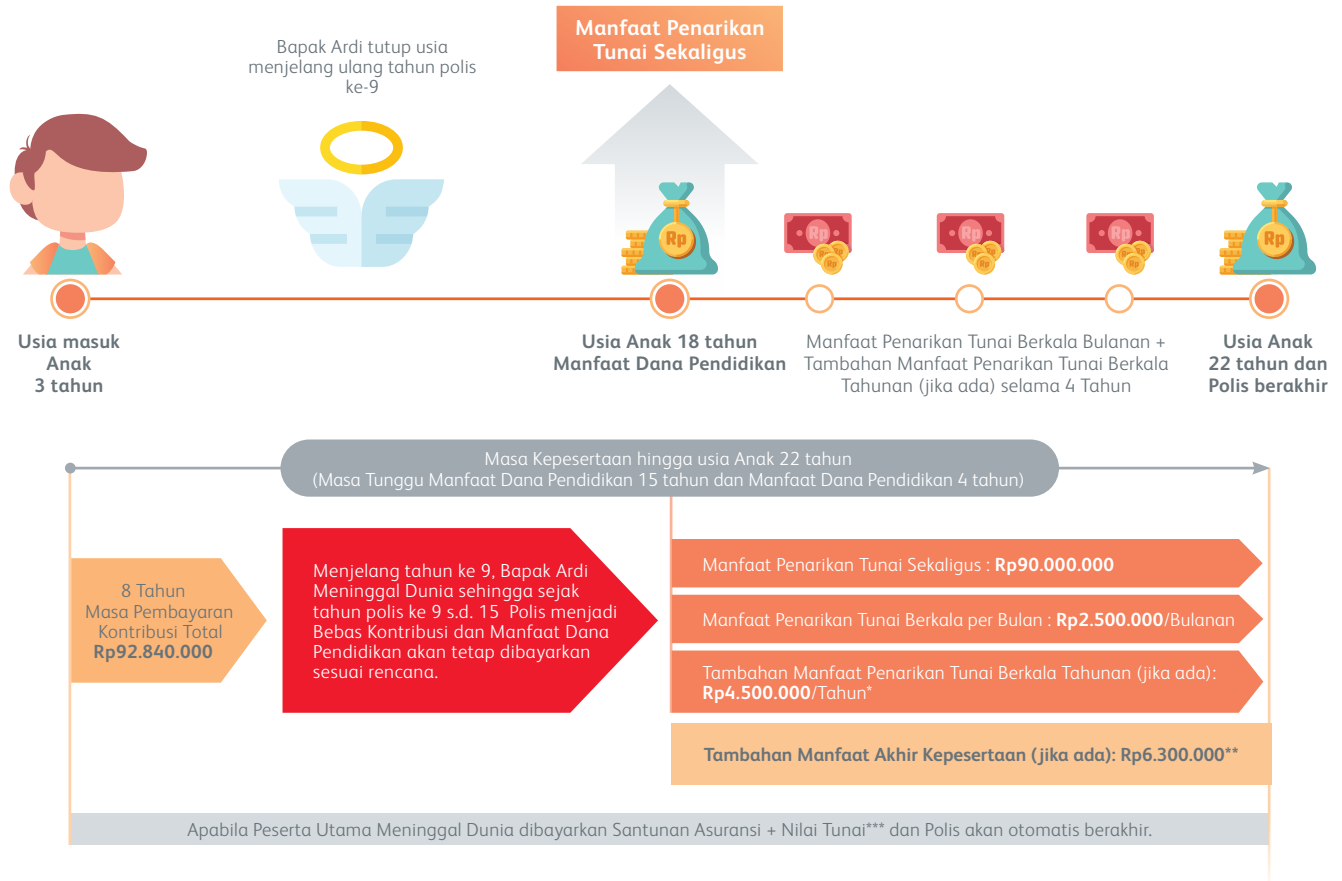 Bapak Ardi tutup usia
menjelang ulang tahun polis
ke-9
Manfaat Penarikan
Tunai Sekaligus
Rp
Rp
Rp
Rp
Rp
Rp
Rp
Rp
Rp
Rp
Rp
Usia masuk
Anak
3 tahun
Usia Anak 18 tahun
Manfaat Dana Pendidikan
Manfaat Penarikan Tunai Berkala Bulanan +
Tambahan Manfaat Penarikan Tunai Berkala
Tahunan (jika ada) selama 4 Tahun
Usia Anak
22 tahun dan
Polis berakhir
Masa Kepesertaan hingga usia Anak 22 tahun
(Masa Tunggu Manfaat Dana Pendidikan 15 tahun dan Manfaat Dana Pendidikan 4 tahun)
8 Tahun
Masa Pembayaran
Kontribusi Total
Rp92.840.000
Menjelang tahun ke 9, Bapak Ardi
Meninggal Dunia sehingga sejak
tahun polis ke 9 s.d. 15 Polis menjadi
Bebas Kontribusi dan Manfaat Dana
Pendidikan akan tetap dibayarkan
sesuai rencana.
Manfaat Penarikan Tunai Sekaligus : Rp90.000.000
Manfaat Penarikan Tunai Berkala per Bulan : Rp2.500.000/Bulanan
Tambahan Manfaat Penarikan Tunai Berkala Tahunan (jika ada):
Rp4.500.000/Tahun*
Tambahan Manfaat Akhir Kepesertaan (jika ada): Rp6.300.000**
Apabila Peserta Utama Meninggal Dunia dibayarkan Santunan Asuransi + Nilai Tunai*** dan Polis akan otomatis berakhir.